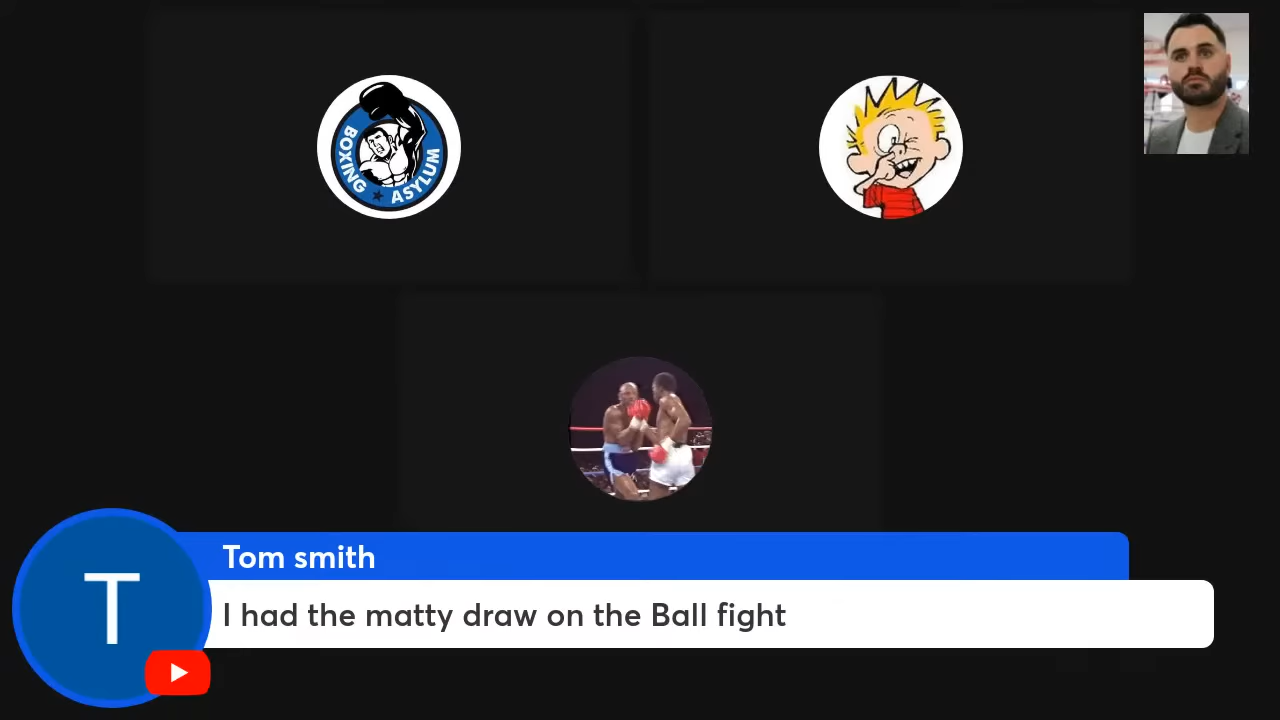 BOXING ASYLUM
T
Tom smith
I had the matty draw on the Ball fight